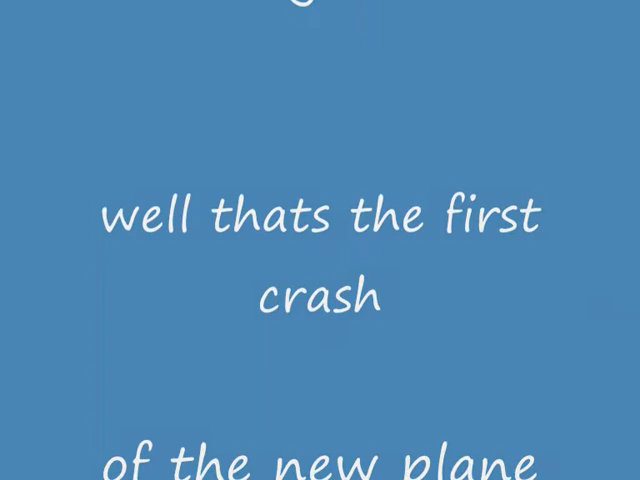 well thats the first
crash
of the new plane